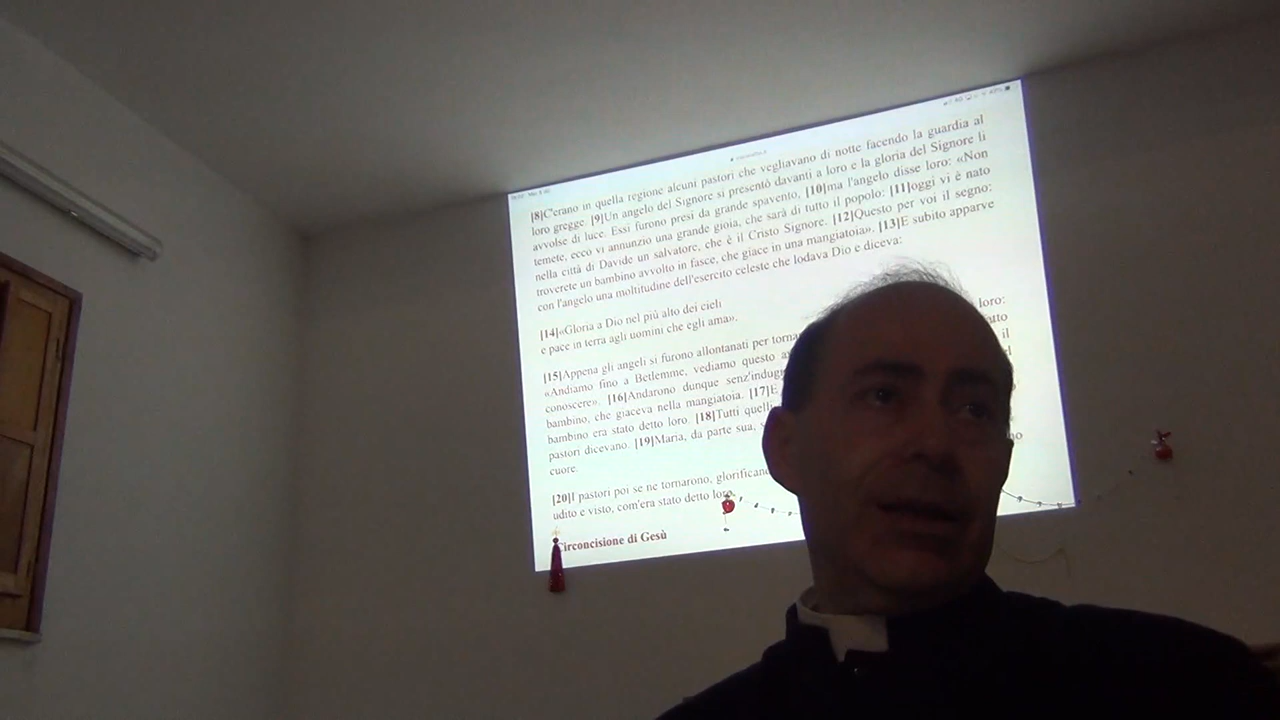 [8]C'erano in quella regione alcuni pastori che vegliavano di notte facendo la guardia al
loro gregge. [9]Un angelo del Signore si presentò davanti a loro e la gloria del Signore li
avvolse di luce. Essi furono presi da grande spavento, [10]ma l'angelo disse loro: «Non
temete, ecco vi annunzio una grande gioia, che sarà di tutto il popolo: [11]oggi vi è nato
nella città di Davide un salvatore, che è il Cristo Signore. [12]Questo per voi il segno:
troverete un bambino avvolto in fasce, che giace in una mangiatoia». [13]E subito apparve
con l'angelo una moltitudine dell'esercito celeste che lodava Dio e diceva:
[14]«Gloria a Dio nel più alto dei cieli
e pace in terra agli uomini che egli ama».
[15]Appena gli angeli si furono allontanati per loro:
«Andiamo fino a Betlemme, vediamo questo
conoscere». [16]Andarono dunque il
bambino, che giaceva nella mangiatoia. [17]E
bambino era stato detto loro. [18]Tutti
pastori dicevano. [19]Maria, da parte sua,
cuore.
[20]I pastori poi se ne tornarono,
udito e visto, com'era stato detto loro.
Circoncisione di Gesù